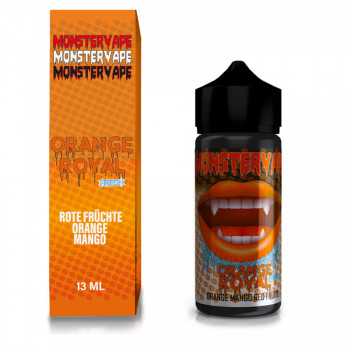 MONSTERVAPE
MONSTERVAPE
MONSTERVAPE
ORANGE
ROYAL
ROTE FRÜCHTE
ORANGE
MANGO
13 ML
MONSTERVAPE
ORANGE
ROYAL
ORANGE MANGO RED FRUITS